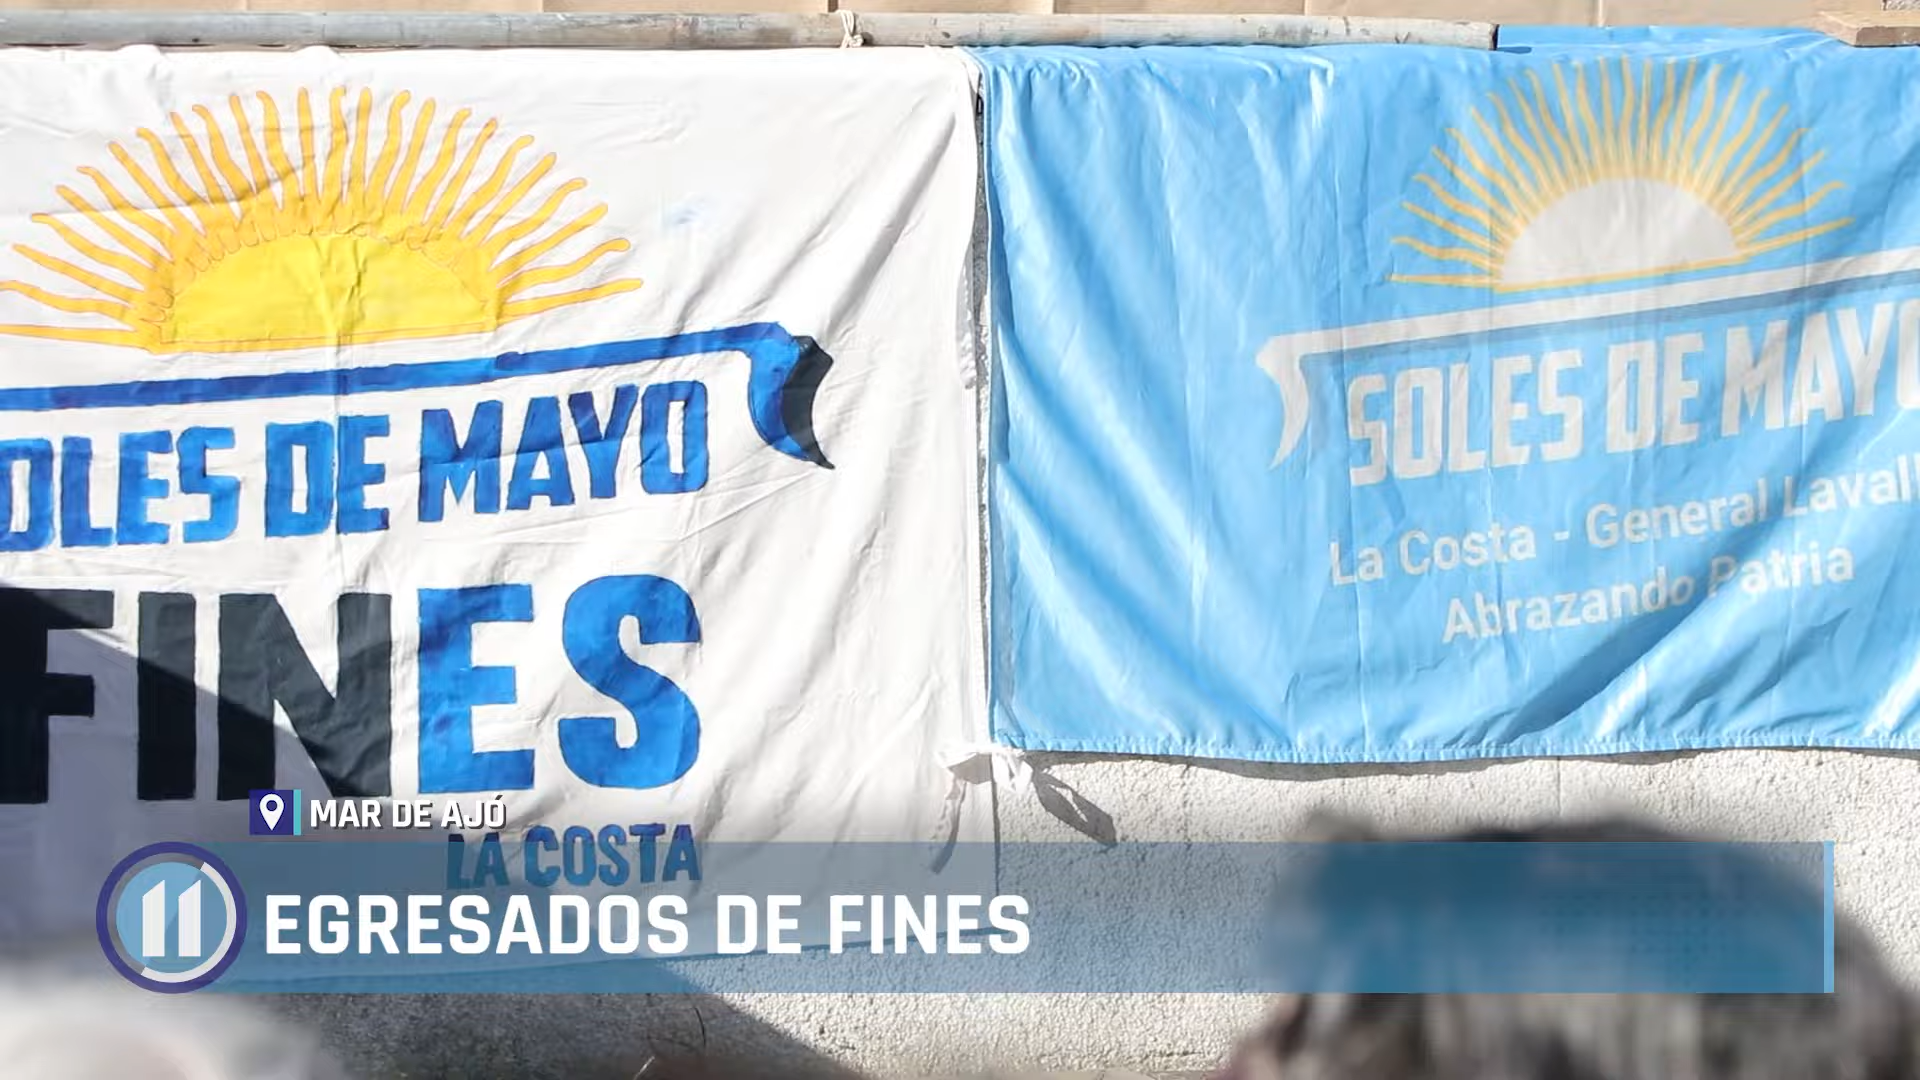 OLES DE MAYO
FINES
LA COSTA
SOLES DE MAYO
La Costa - General Lavall
Abrazando Patria
MAR DE AJÓ
11
EGRESADOS DE FINES